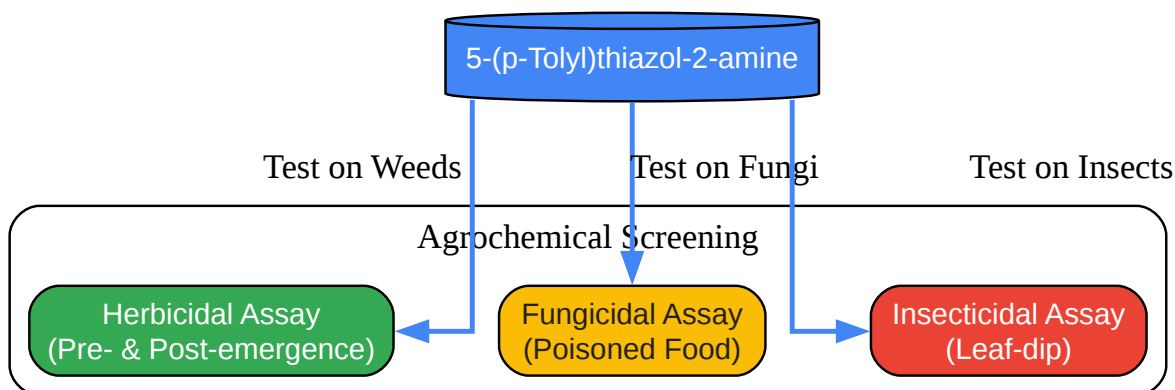 5-(p-Tolyl)thiazol-2-amine
Test on Weeds
Test on Fungi
Test on Insects
Agrochemical Screening
Herbicidal Assay
(Pre- & Post-emergence)
Fungicidal Assay
(Poisoned Food)
Insecticidal Assay
(Leaf-dip)